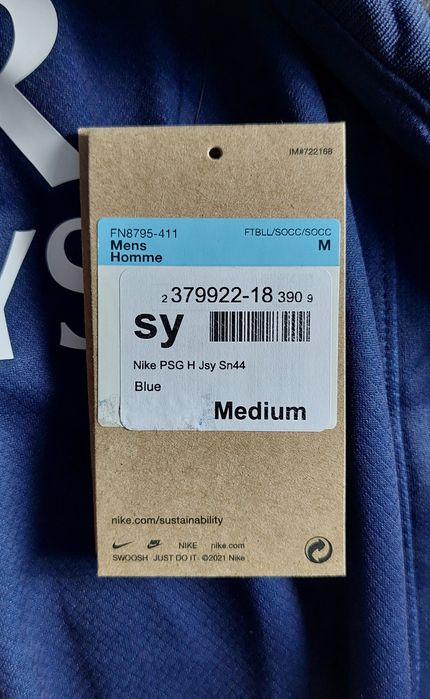 R
YS
IM#722168
FN8795-411 FTBLL/SOCC/SOCC
Mens M
Homme
2 379922-18 390 9
sy
Nike PSG H Jsy Sn44
Blue
Medium
nike.com/sustainability
NIKE nike.com
SWOOSH JUST DO IT ©2021 Nike